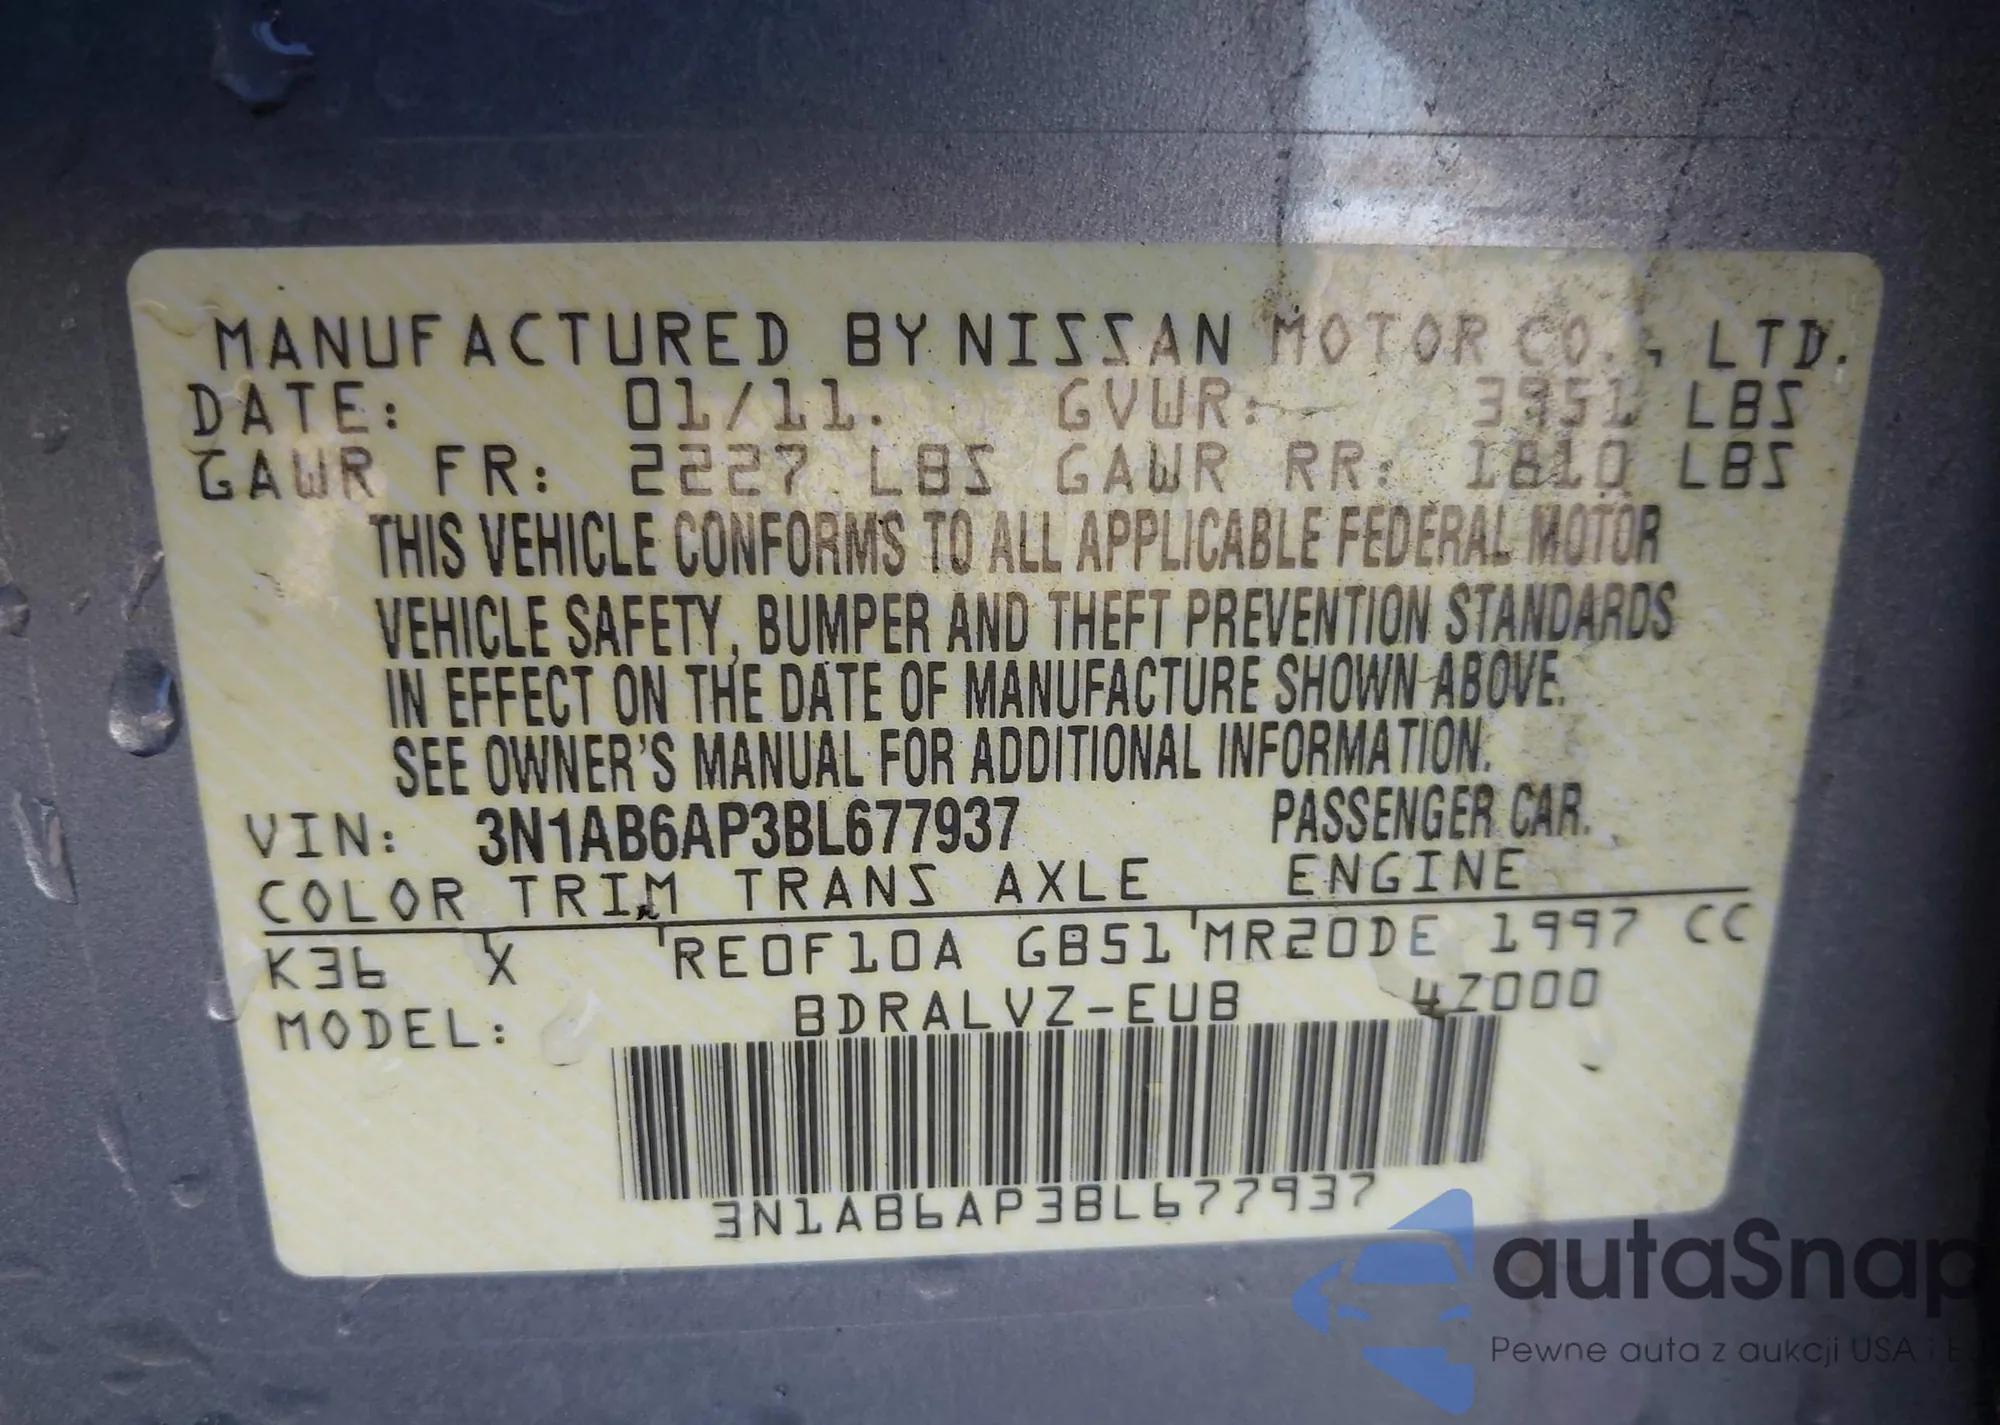 MANUFACTURED BY NISSAN MOTOR CO., LTD.
DATE: 01/11. GVWR: 3951 LBS
GAWR FR: 2227 LBS GAWR RR: 1810 LBS
THIS VEHICLE CONFORMS TO ALL APPLICABLE FEDERAL MOTOR
VEHICLE SAFETY, BUMPER AND THEFT PREVENTION STANDARDS
IN EFFECT ON THE DATE OF MANUFACTURE SHOWN ABOVE.
SEE OWNER'S MANUAL FOR ADDITIONAL INFORMATION.
VIN: 3N1AB6AP3BL677937 PASSENGER CAR.
COLOR TRIM TRANS AXLE ENGINE
K36 X RE0F10A GB51 MR20DE 1997 CC
MODEL: BDRALVZ-EUB 4Z000
3N1AB6AP3BL677937
autaSnap
Pewne auta z aukcji USA i